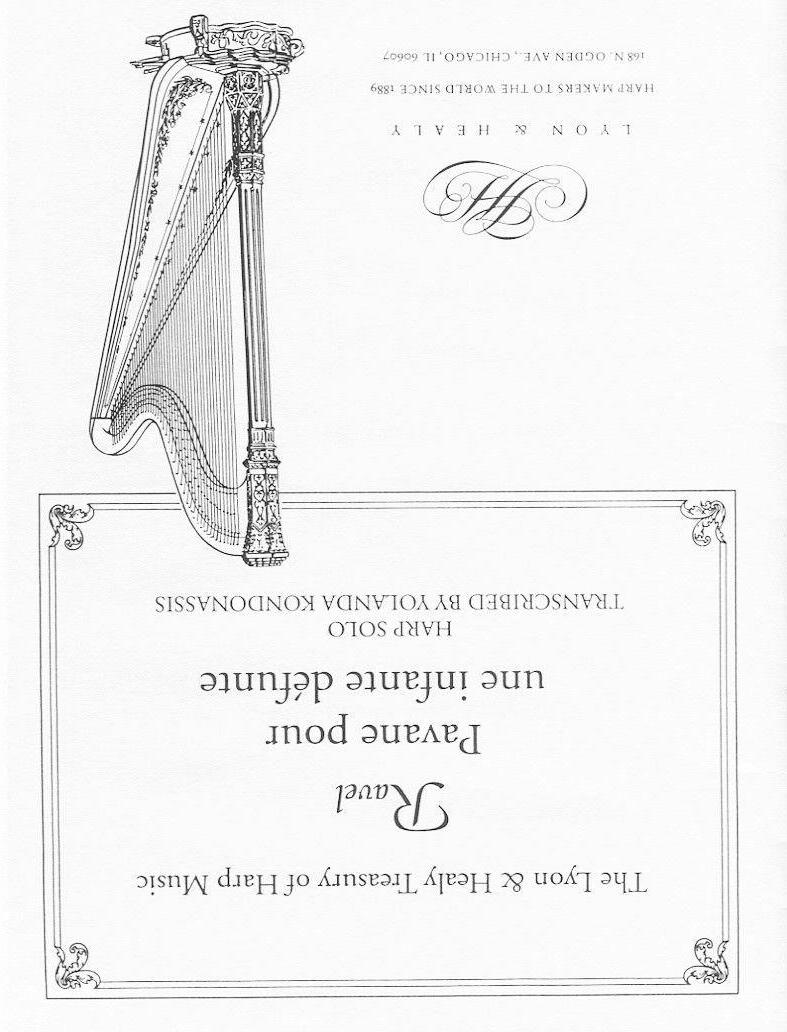 The Lyon & Healy Treasury of Harp Music
Ravel
Pavane pour
une infante défunte
HARP SOLO
TRANSCRIBED BY YOLANDA KONDONASSIS
LH
LYON & HEALY
HARP MAKERS TO THE WORLD SINCE 1889
168 N. OGDEN AVE., CHICAGO, IL 60607